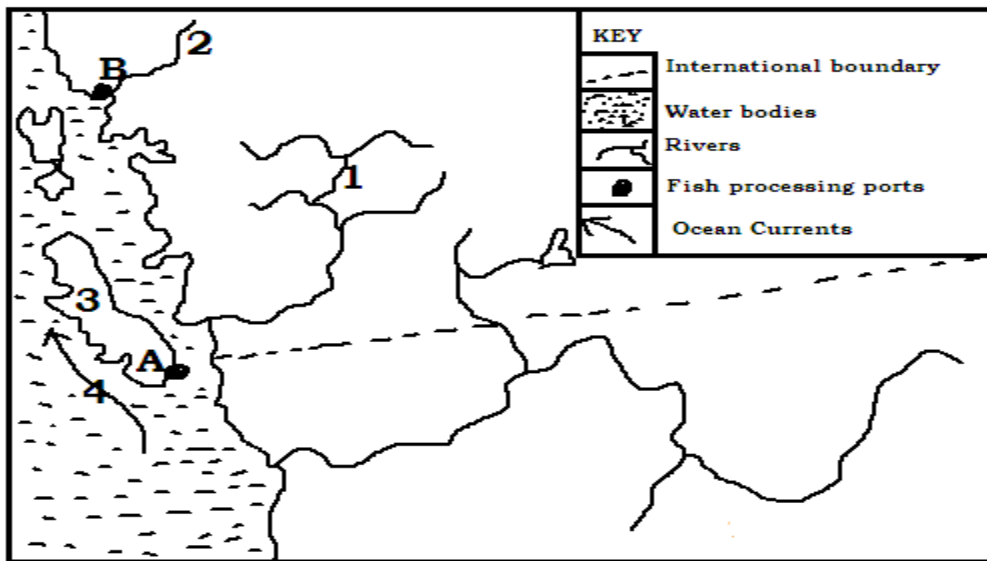 2
B
1
3
A
4
KEY
International boundary
Water bodies
Rivers
Fish processing ports
Ocean Currents